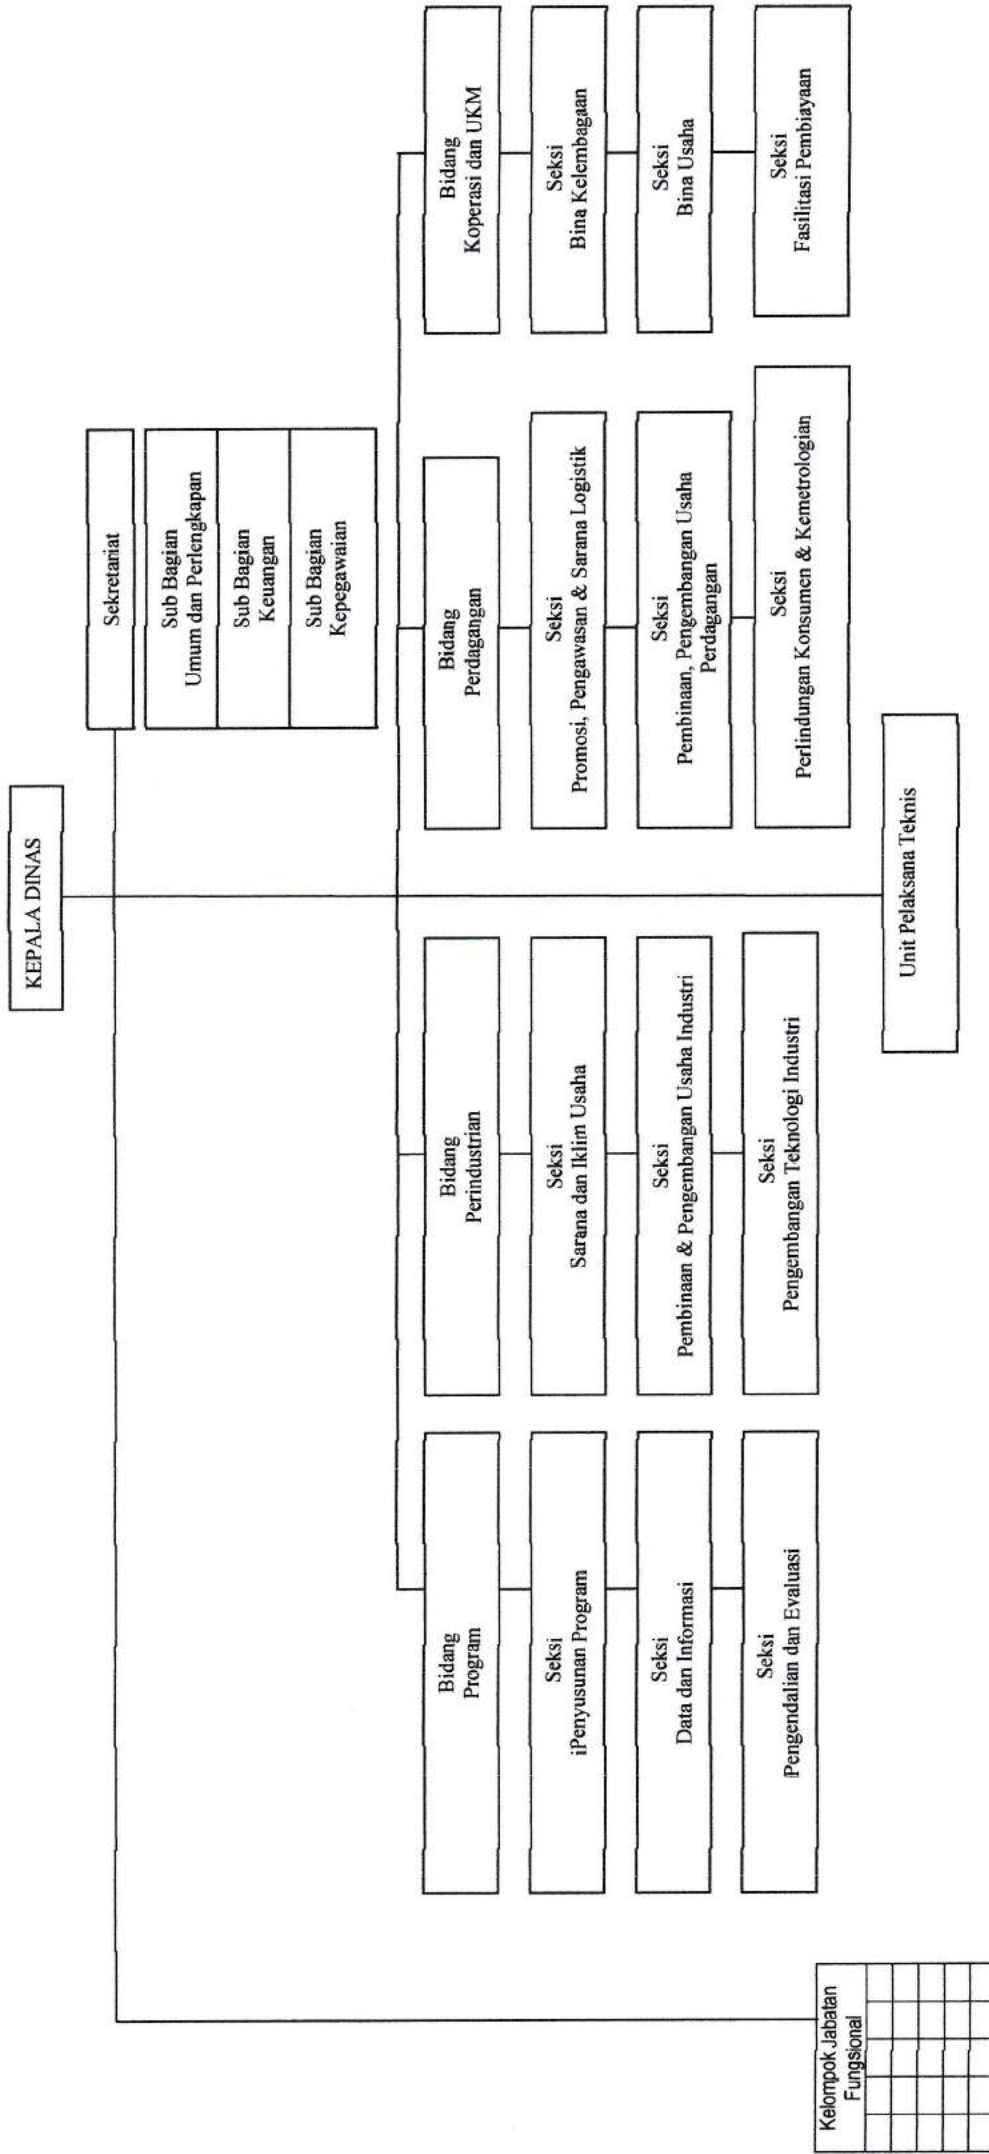 KEPALA DINAS
Sekretariat
Sub Bagian
Umum dan Perlengkapan
Sub Bagian
Keuangan
Sub Bagian
Kepegawaian
Bidang
Program
Seksi
iPenyusunan Program
Seksi
Data dan Informasi
Seksi
Pengendalian dan Evaluasi
Bidang
Perindustrian
Seksi
Sarana dan Iklim Usaha
Seksi
Pembinaan & Pengembangan Usaha Industri
Seksi
Pengembangan Teknologi Industri
Bidang
Perdagangan
Seksi
Promosi, Pengawasan & Sarana Logistik
Seksi
Pembinaan, Pengembangan Usaha
Perdagangan
Seksi
Perlindungan Konsumen & Kemetrologian
Bidang
Koperasi dan UKM
Seksi
Bina Kelembagaan
Seksi
Bina Usaha
Seksi
Fasilitasi Pembiayaan
Kelompok Jabatan
Fungsional
Unit Pelaksana Teknis